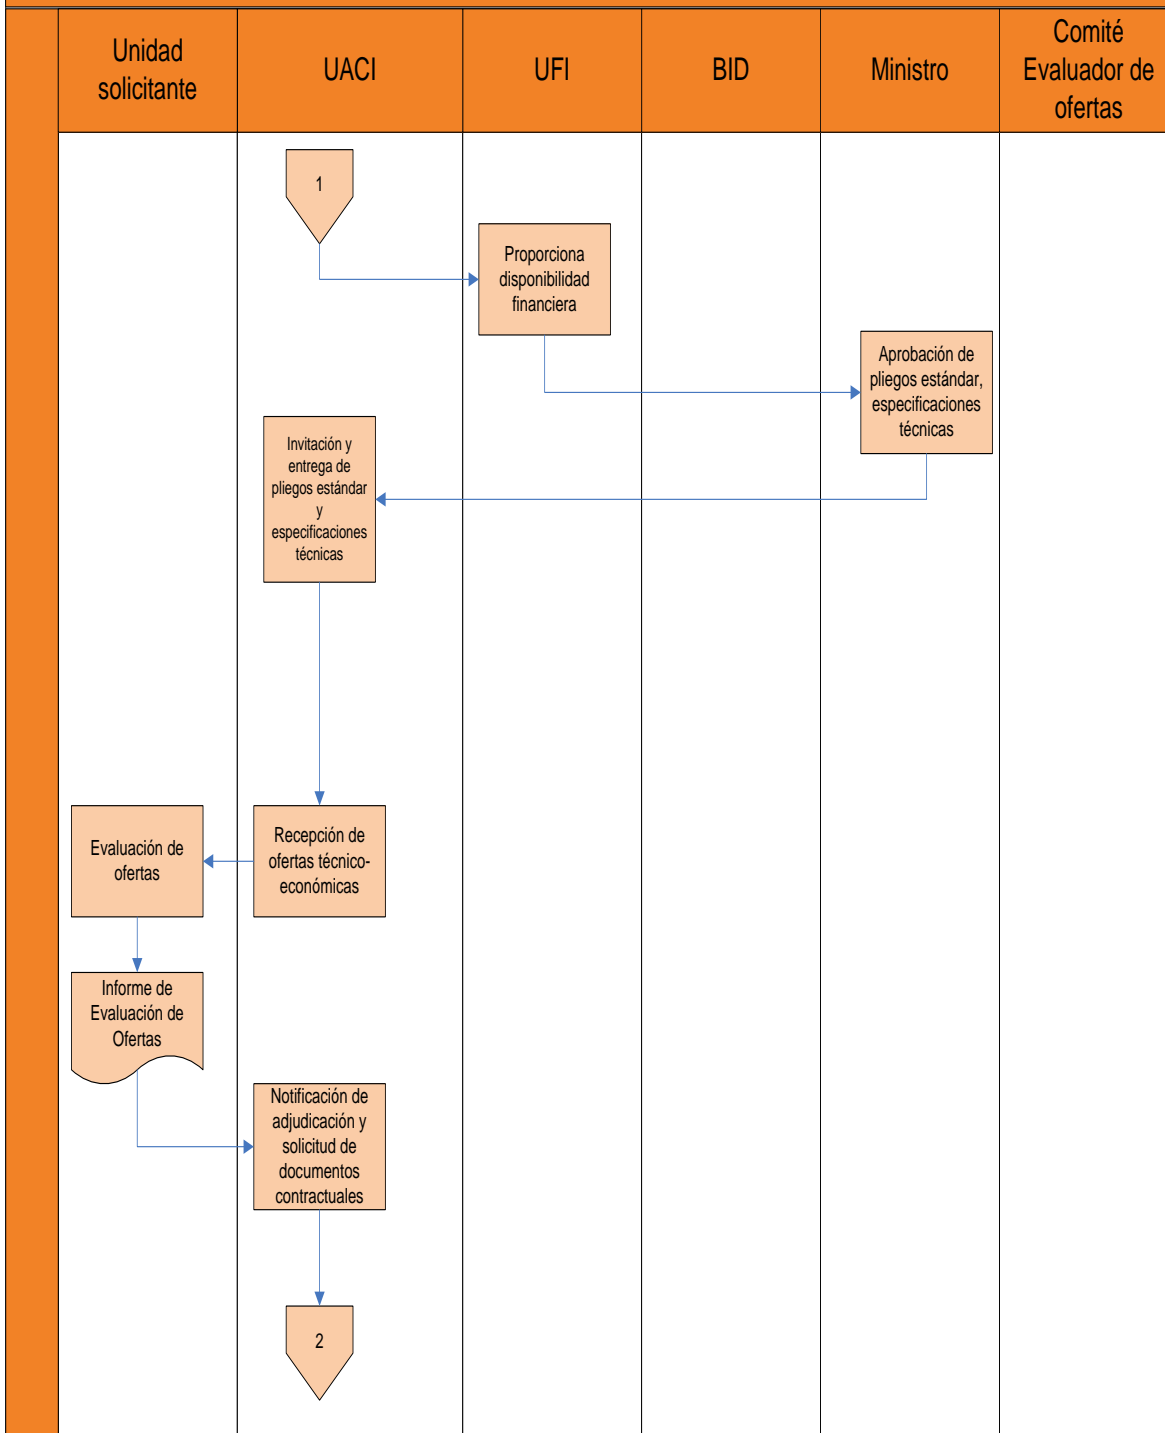 Unidad
solicitante
UACI
UFI
BID
Ministro
Comité
Evaluador de
ofertas
1
Proporciona
disponibilidad
financiera
Aprobación de
pliegos estándar,
especificaciones
técnicas
Invitación y
entrega de
pliegos estándar
y
especificaciones
técnicas
Evaluación de
ofertas
Recepción de
ofertas técnico-
económicas
Informe de
Evaluación de
Ofertas
Notificación de
adjudicación y
solicitud de
documentos
contractuales
2